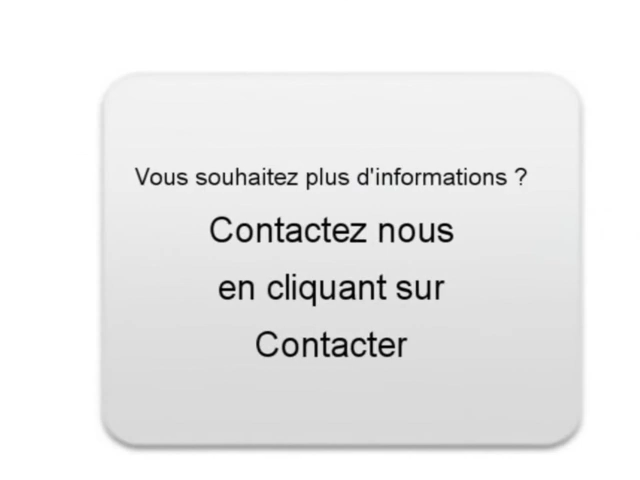 Vous souhaitez plus d'informations ?
Contactez nous
en cliquant sur
Contacter